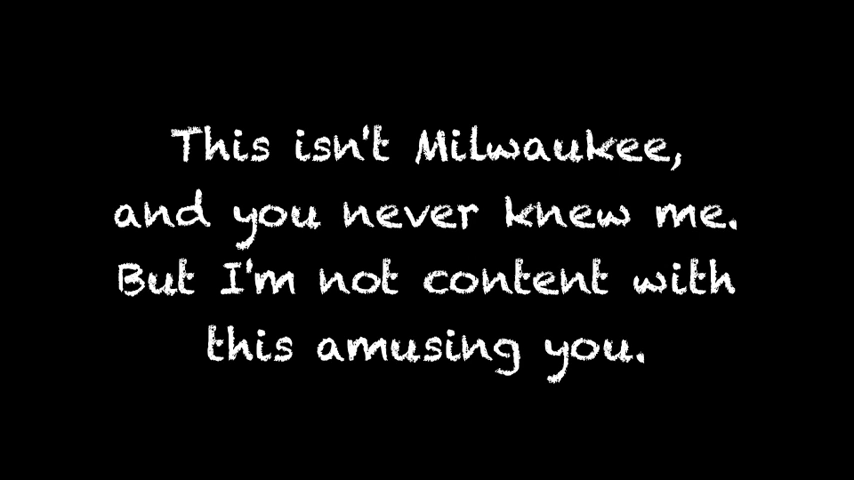 This isn't Milwaukee,
and you never knew me.
But I'm not content with
this amusing you.